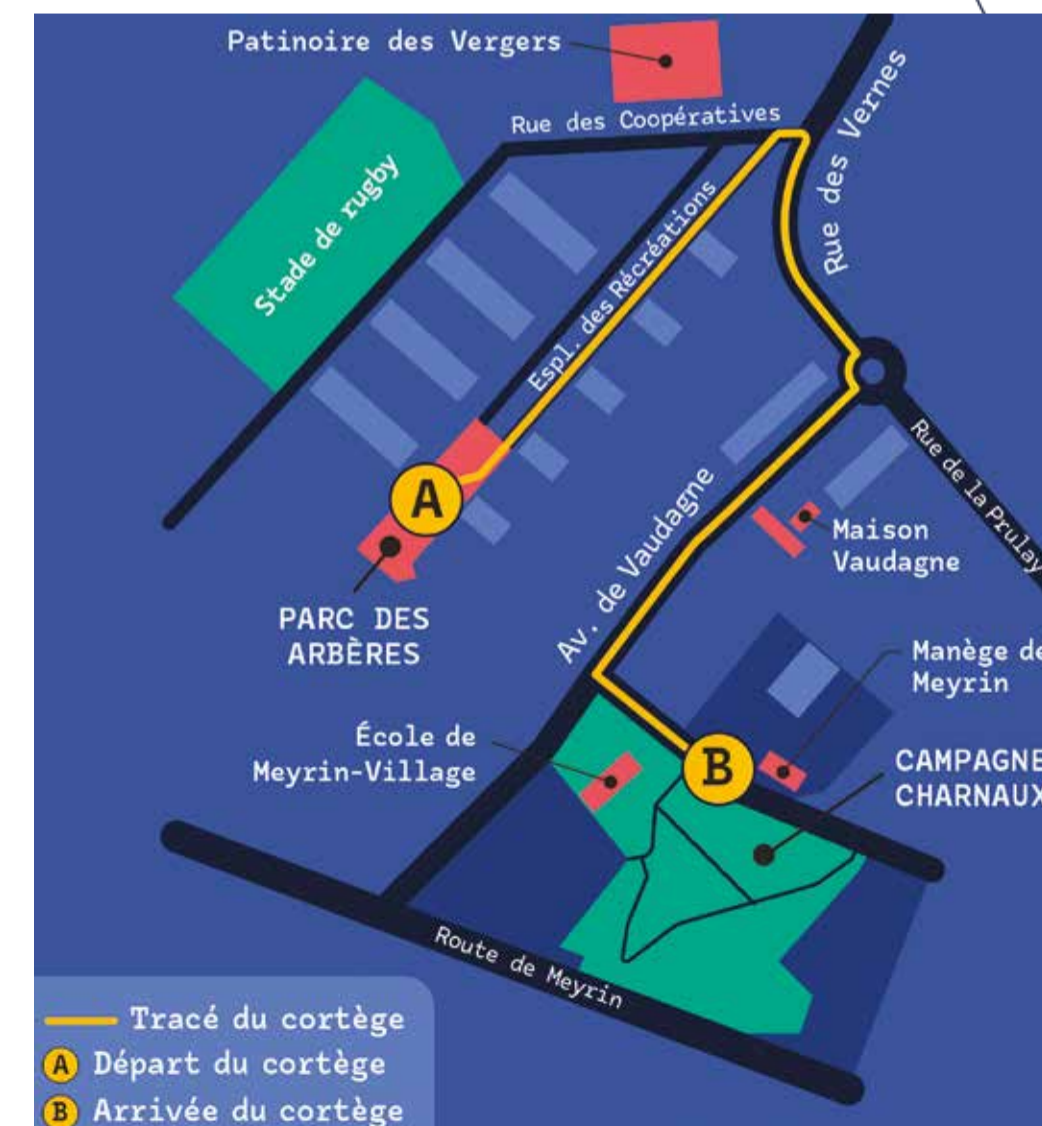 Patinoire des Vergers
Rue des Coopératives
Rue des Vernes
Stade de rugby
Espl. des Récréations
A
Rue de la Prulay
Av. de Vaudagne
Maison
Vaudagne
PARC DES
ARBÈRES
Manège de
Meyrin
École de
Meyrin-Village
B
CAMPAGNE
CHARNAUX
Route de Meyrin
Tracé du cortège
A Départ du cortège
B Arrivée du cortège